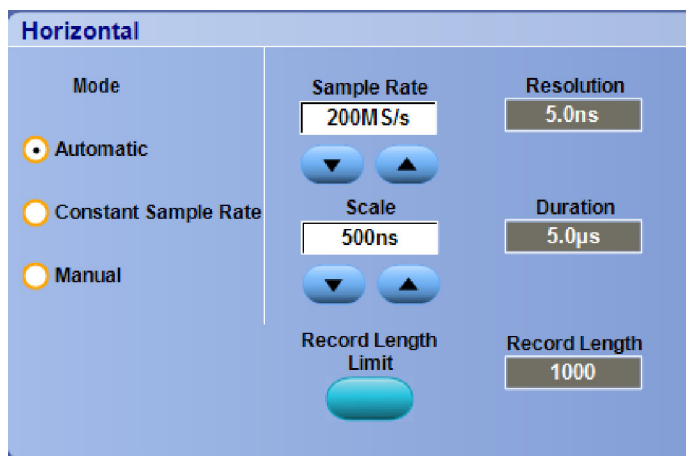 Horizontal
Mode
Automatic
Constant Sample Rate
Manual
Sample Rate
200MS/s
Scale
500ns
Record Length
Limit
Resolution
5.0ns
Duration
5.0µs
Record Length
1000